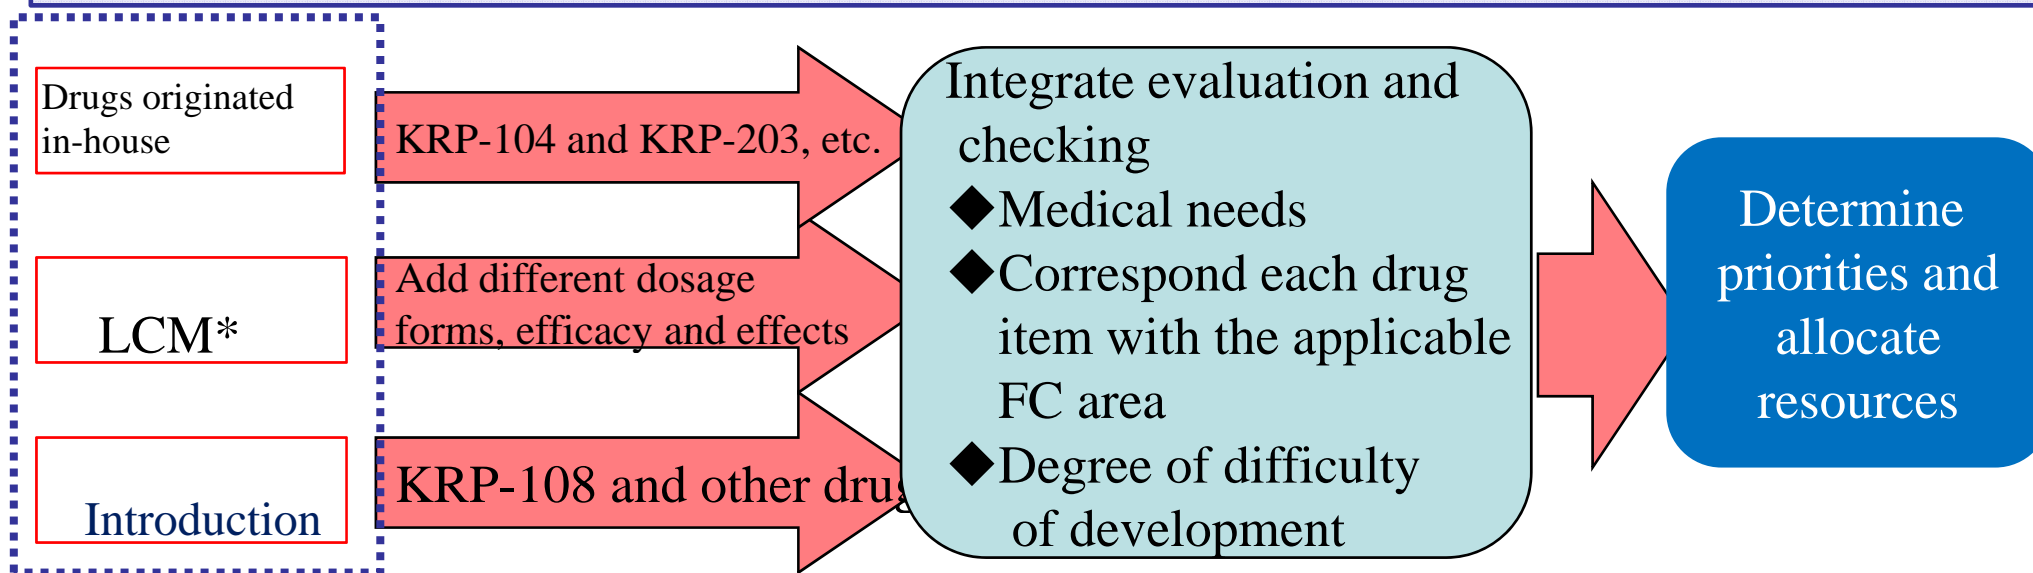 Drugs originated
in-house
KRP-104 and KRP-203, etc.
LCM*
Add different dosage
forms, efficacy and effects
Introduction
KRP-108 and other drug
Integrate evaluation and
checking
◆Medical needs
◆Correspond each drug
item with the applicable
FC area
◆Degree of difficulty
of development
Determine
priorities and
allocate
resources